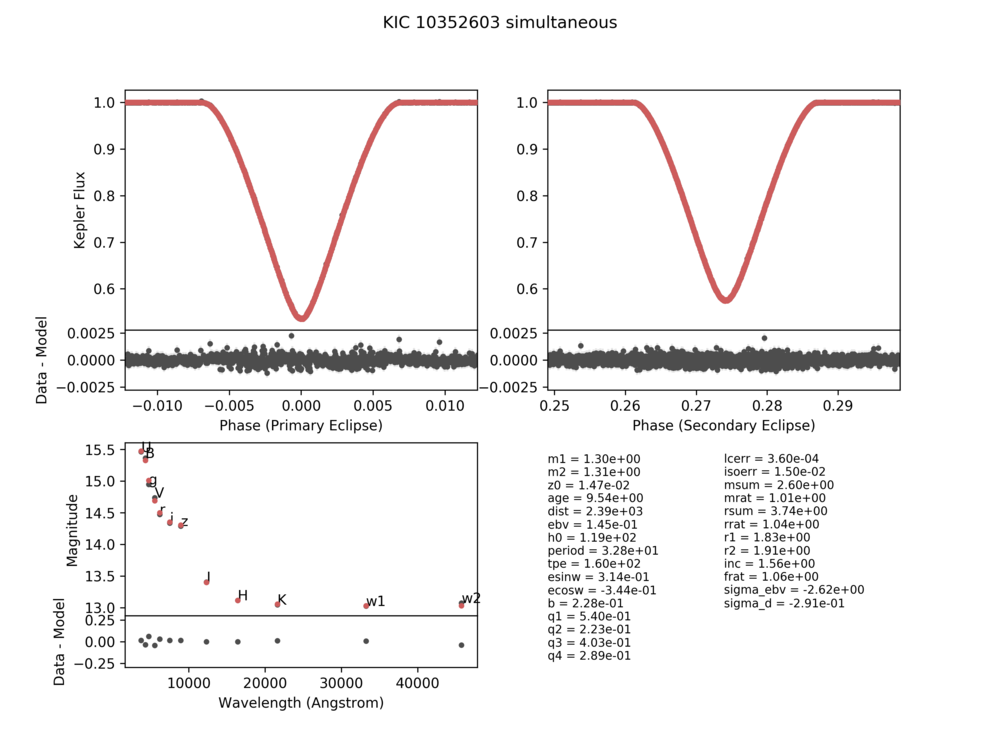 KIC 10352603 simultaneous
1.0
0.9
0.8
0.7
0.6
Kepler Flux
1.0
0.9
0.8
0.7
0.6
0.0025
0.0000
−0.0025
Data - Model
0.0025
0.0000
−0.0025
−0.010 −0.005 0.000 0.005 0.010
Phase (Primary Eclipse)
0.25 0.26 0.27 0.28 0.29
Phase (Secondary Eclipse)
15.5
15.0
14.5
14.0
13.5
13.0
Magnitude
U
B
g
V
r
i
z
J
H
K
w1
w2
0.25
0.00
−0.25
Data - Model
10000 20000 30000 40000
Wavelength (Angstrom)
m1 = 1.30e+00
m2 = 1.31e+00
z0 = 1.47e-02
age = 9.54e+00
dist = 2.39e+03
ebv = 1.45e-01
h0 = 1.19e+02
period = 3.28e+01
tpe = 1.60e+02
esinw = 3.14e-01
ecosw = -3.44e-01
b = 2.28e-01
q1 = 5.40e-01
q2 = 2.23e-01
q3 = 4.03e-01
q4 = 2.89e-01
lcerr = 3.60e-04
isoerr = 1.50e-02
msum = 2.60e+00
mrat = 1.01e+00
rsum = 3.74e+00
rrat = 1.04e+00
r1 = 1.83e+00
r2 = 1.91e+00
inc = 1.56e+00
frat = 1.06e+00
sigma_ebv = -2.62e+00
sigma_d = -2.91e-01